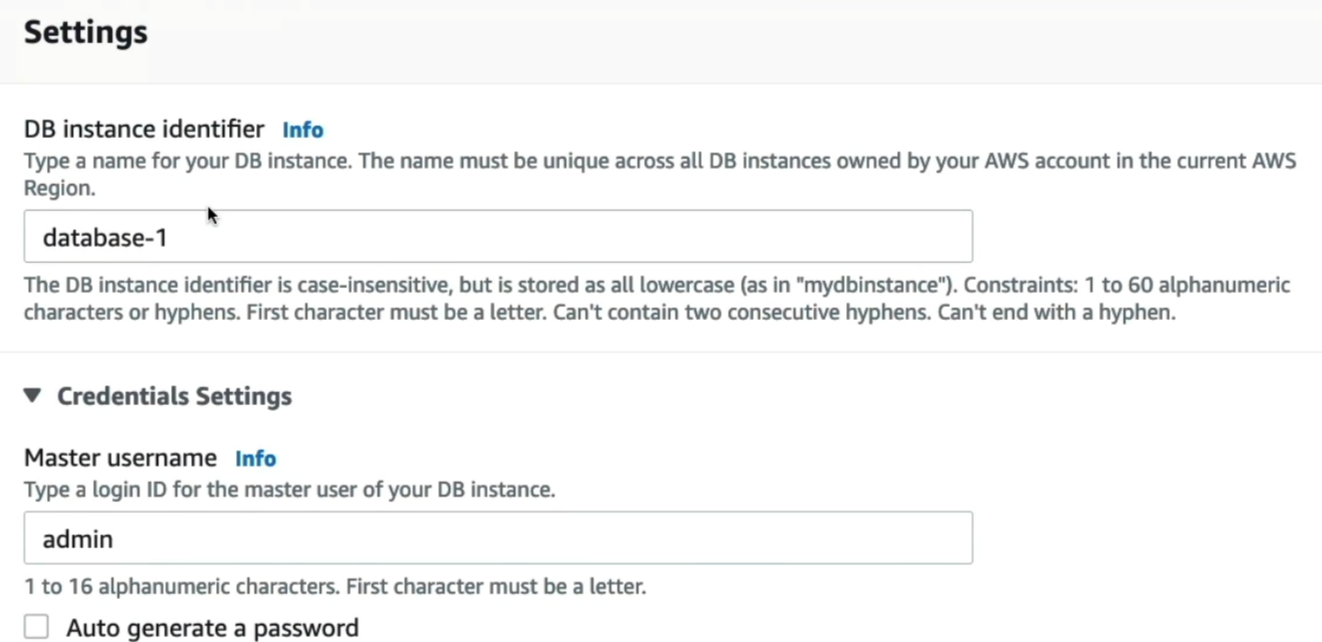 Settings
DB instance identifier Info
Type a name for your DB instance. The name must be unique across all DB instances owned by your AWS account in the current AWS
Region.
database-1
The DB instance identifier is case-insensitive, but is stored as all lowercase (as in "mydbinstance"). Constraints: 1 to 60 alphanumeric
characters or hyphens. First character must be a letter. Can't contain two consecutive hyphens. Can't end with a hyphen.
Credentials Settings
Master username Info
Type a login ID for the master user of your DB instance.
admin
1 to 16 alphanumeric characters. First character must be a letter.
Auto generate a password